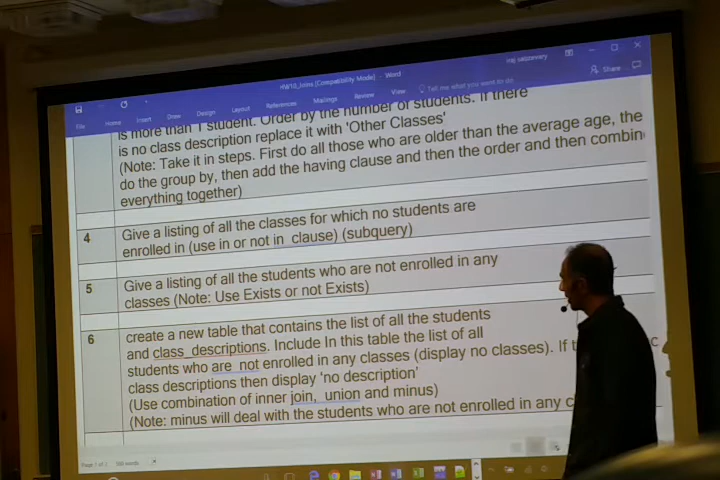 HW10_Joins (Compatibility Mode) - Word
File Home Insert Draw Design Layout References Mailings Review View Tell me what you want to do
Share
is more than 1 student. Order by the number of students. If there
is no class description replace it with 'Other Classes'
(Note: Take it in steps. First do all those who are older than the average age, the
do the group by, then add the having clause and then the order and then combin
everything together)
4 Give a listing of all the classes for which no students are
enrolled in (use in or not in clause) (subquery)
5 Give a listing of all the students who are not enrolled in any
classes (Note: Use Exists or not Exists)
6 create a new table that contains the list of all the students
and class_descriptions. Include In this table the list of all
students who are not enrolled in any classes (display no classes). If t c
class descriptions then display 'no description'
(Use combination of inner join, union and minus)
(Note: minus will deal with the students who are not enrolled in any c